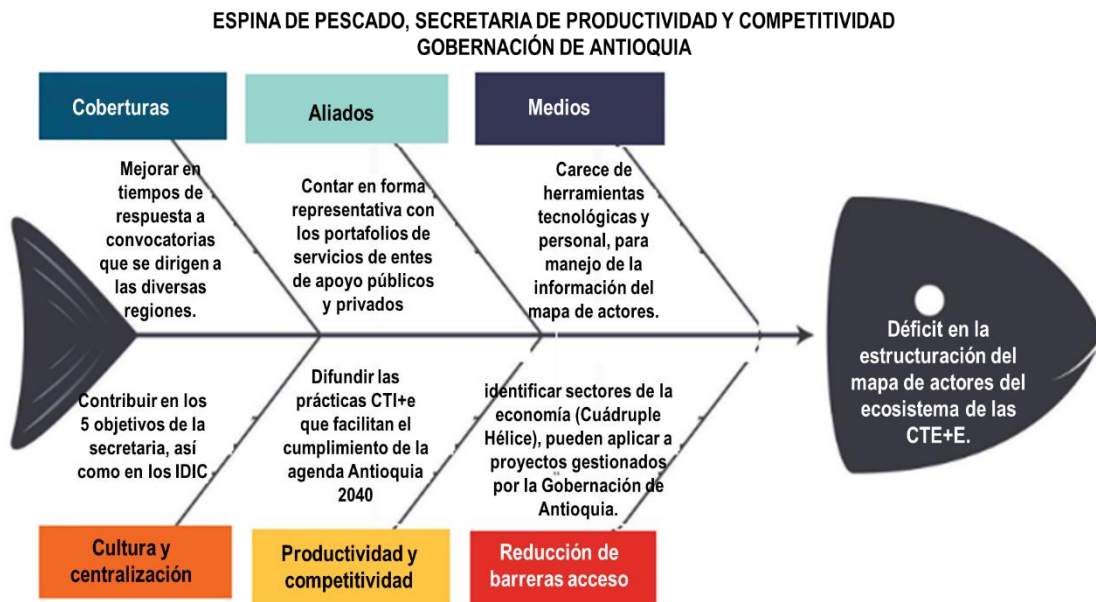 ESPINA DE PESCADO, SECRETARIA DE PRODUCTIVIDAD Y COMPETITIVIDAD
GOBERNACIÓN DE ANTIOQUIA
Coberturas
Aliados
Medios
Mejorar en
tiempos de
respuesta a
convocatorias
que se dirigen a
las diversas
regiones.
Contar en forma
representativa con
los portafolios de
servicios de entes
de apoyo públicos
y privados
Carece de
herramientas
tecnológicas y
personal, para
manejo de la
información del
mapa de actores.
Déficit en la
estructuración del
mapa de actores del
ecosistema de las
CTE+E.
Contribuir en los
5 objetivos de la
secretaria, así
como en los IDIC
Difundir las
prácticas CTI+e
que facilitan el
cumplimiento de la
agenda Antioquia
2040
identificar sectores de la
economía (Cuádruple
Hélice), pueden aplicar a
proyectos gestionados
por la Gobernación de
Antioquia.
Cultura y
centralización
Productividad y
competitividad
Reducción de
barreras acceso